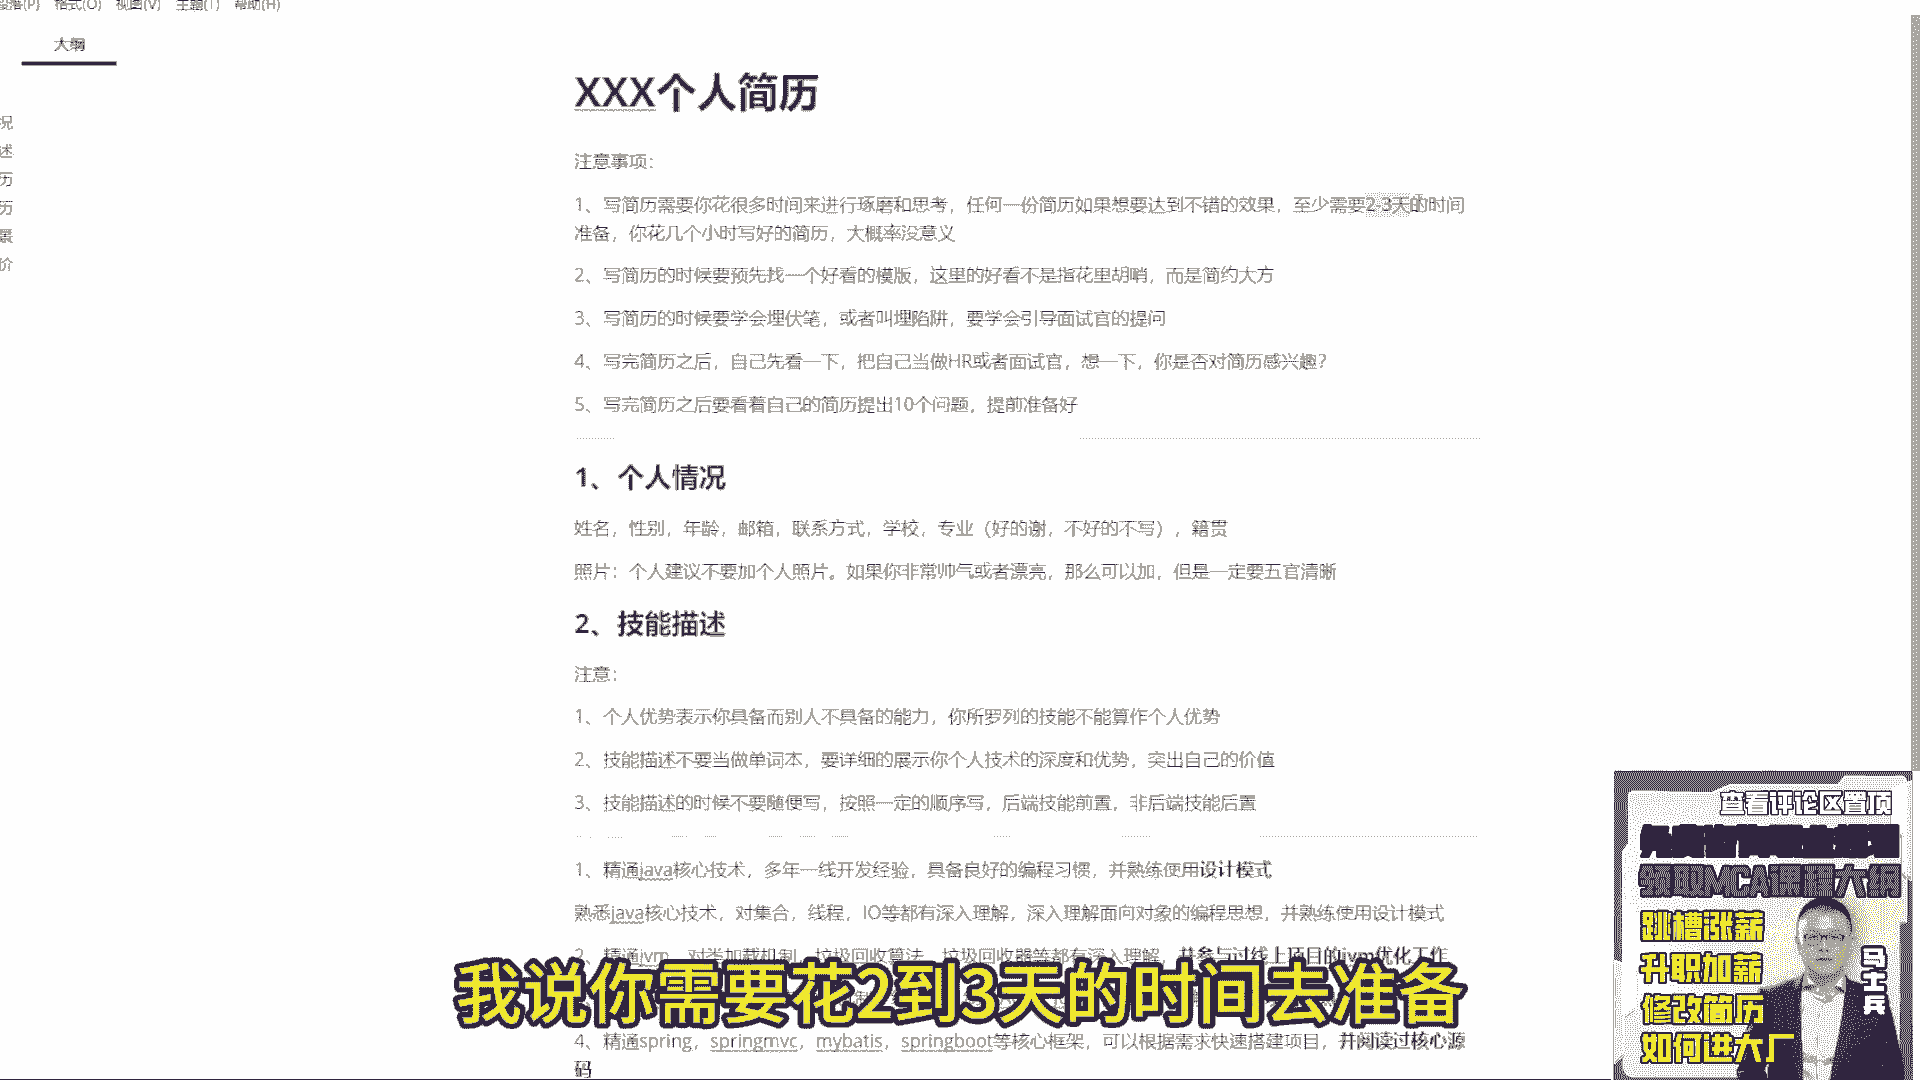 段落(P) 格式(O) 视图(V) 主题(T) 帮助(H)
大纲
况
述
历
历
景
价
XXX个人简历
注意事项：
1、写简历需要你花很多时间来进行琢磨和思考，任何一份简历如果想要达到不错的效果，至少需要2-3天的时间
准备，你花几个小时写好的简历，大概率没意义
2、写简历的时候要预先找一个好看的模版，这里的好看不是指花里胡哨，而是简约大方
3、写简历的时候要学会埋伏笔，或者叫埋陷阱，要学会引导面试官的提问
4、写完简历之后，自己先看一下，把自己当做HR或者面试官，想一下，你是否对简历感兴趣？
5、写完简历之后要看着自己的简历提出10个问题，提前准备好
1、个人情况
姓名，性别，年龄，邮箱，联系方式，学校，专业（好的谢，不好的不写），籍贯
照片：个人建议不要加个人照片。如果你非常帅气或者漂亮，那么可以加，但是一定要五官清晰
2、技能描述
注意：
1、个人优势表示你具备而别人不具备的能力，你所罗列的技能不能算作个人优势
2、技能描述不要当做单词本，要详细的展示你个人技术的深度和优势，突出自己的价值
3、技能描述的时候不要随便写，按照一定的顺序写，后端技能前置，非后端技能后置
1、精通java核心技术，多年一线开发经验，具备良好的编程习惯，并熟练使用设计模式
熟悉java核心技术，对集合，线程，IO等都有深入理解，深入理解面向对象的编程思想，并熟练使用设计模式
2、精通jvm，对类加载机制，垃圾回收算法，垃圾回收器等都有深入理解，并参与过线上项目的jvm优化工作
我说你需要花2到3天的时间去准备
4、精通spring，springmvc，mybatis，springboot等核心框架，可以根据需求快速搭建项目，并阅读过核心源
码
查看评论区置顶
领取MCA课程大纲
跳槽涨薪
升职加薪
修改简历
如何进大厂
马士兵